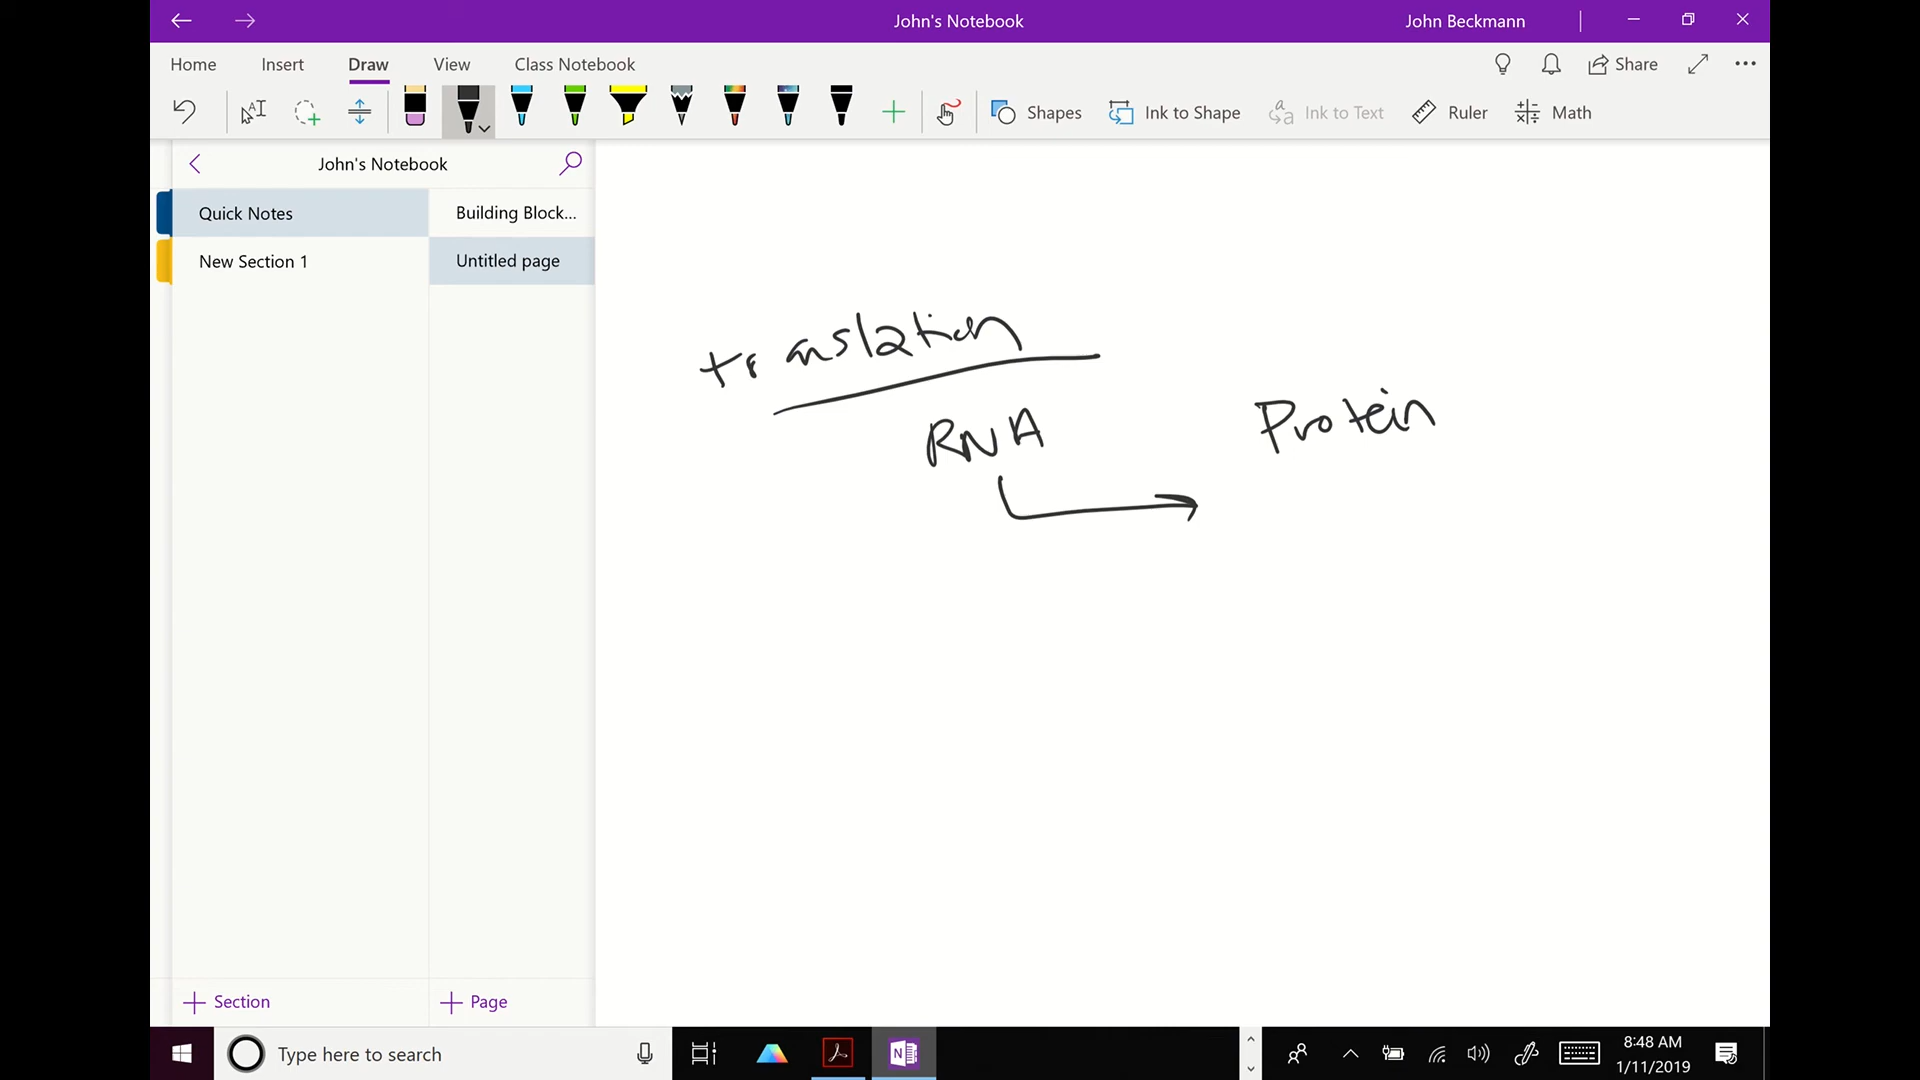 John's Notebook
John Beckmann
Home Insert Draw View Class Notebook
Share
Shapes Ink to Shape Ink to Text Ruler Math
John's Notebook
Quick Notes
Building Block...
New Section 1
Untitled page
translation
RNA
Protein
Section
Page
Type here to search
8:48 AM
1/11/2019